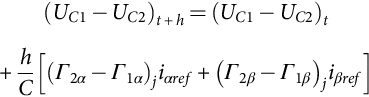 (U_{C1} − U_{C2})_{t+h} = (U_{C1} − U_{C2})_t
+ \frac{h}{C}[(Γ_{2α} − Γ_{1α})_j i_{αref} + (Γ_{2β} − Γ_{1β})_j i_{βref}]